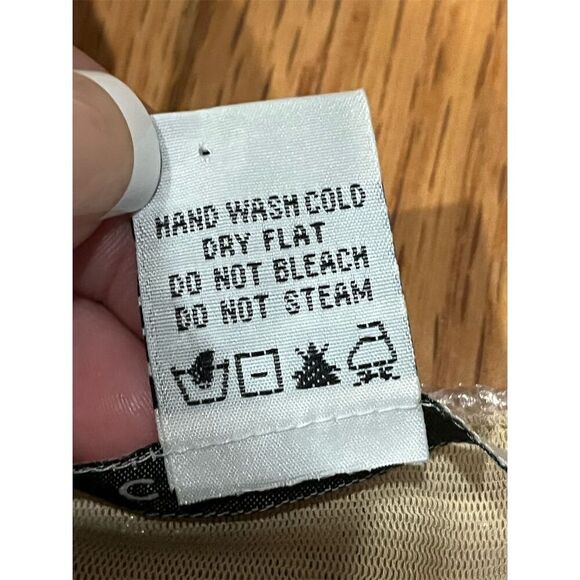 HAND WASH COLD
DRY FLAT
DO NOT BLEACH
DO NOT STEAM